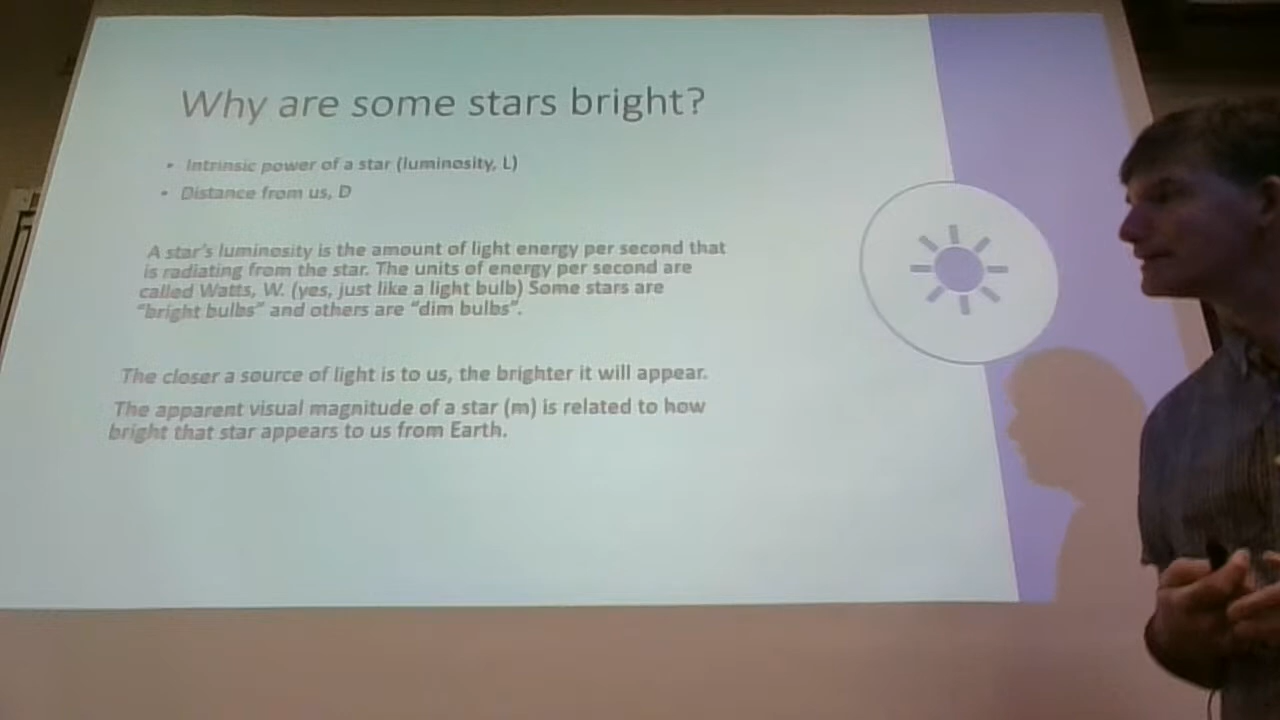 Why are some stars bright?
• Intrinsic power of a star (luminosity, L)
• Distance from us, D
A star's luminosity is the amount of light energy per second that
is radiating from the star. The units of energy per second are
called Watts, W. (yes, just like a light bulb) Some stars are
"bright bulbs" and others are "dim bulbs".
The closer a source of light is to us, the brighter it will appear.
The apparent visual magnitude of a star (m) is related to how
bright that star appears to us from Earth.